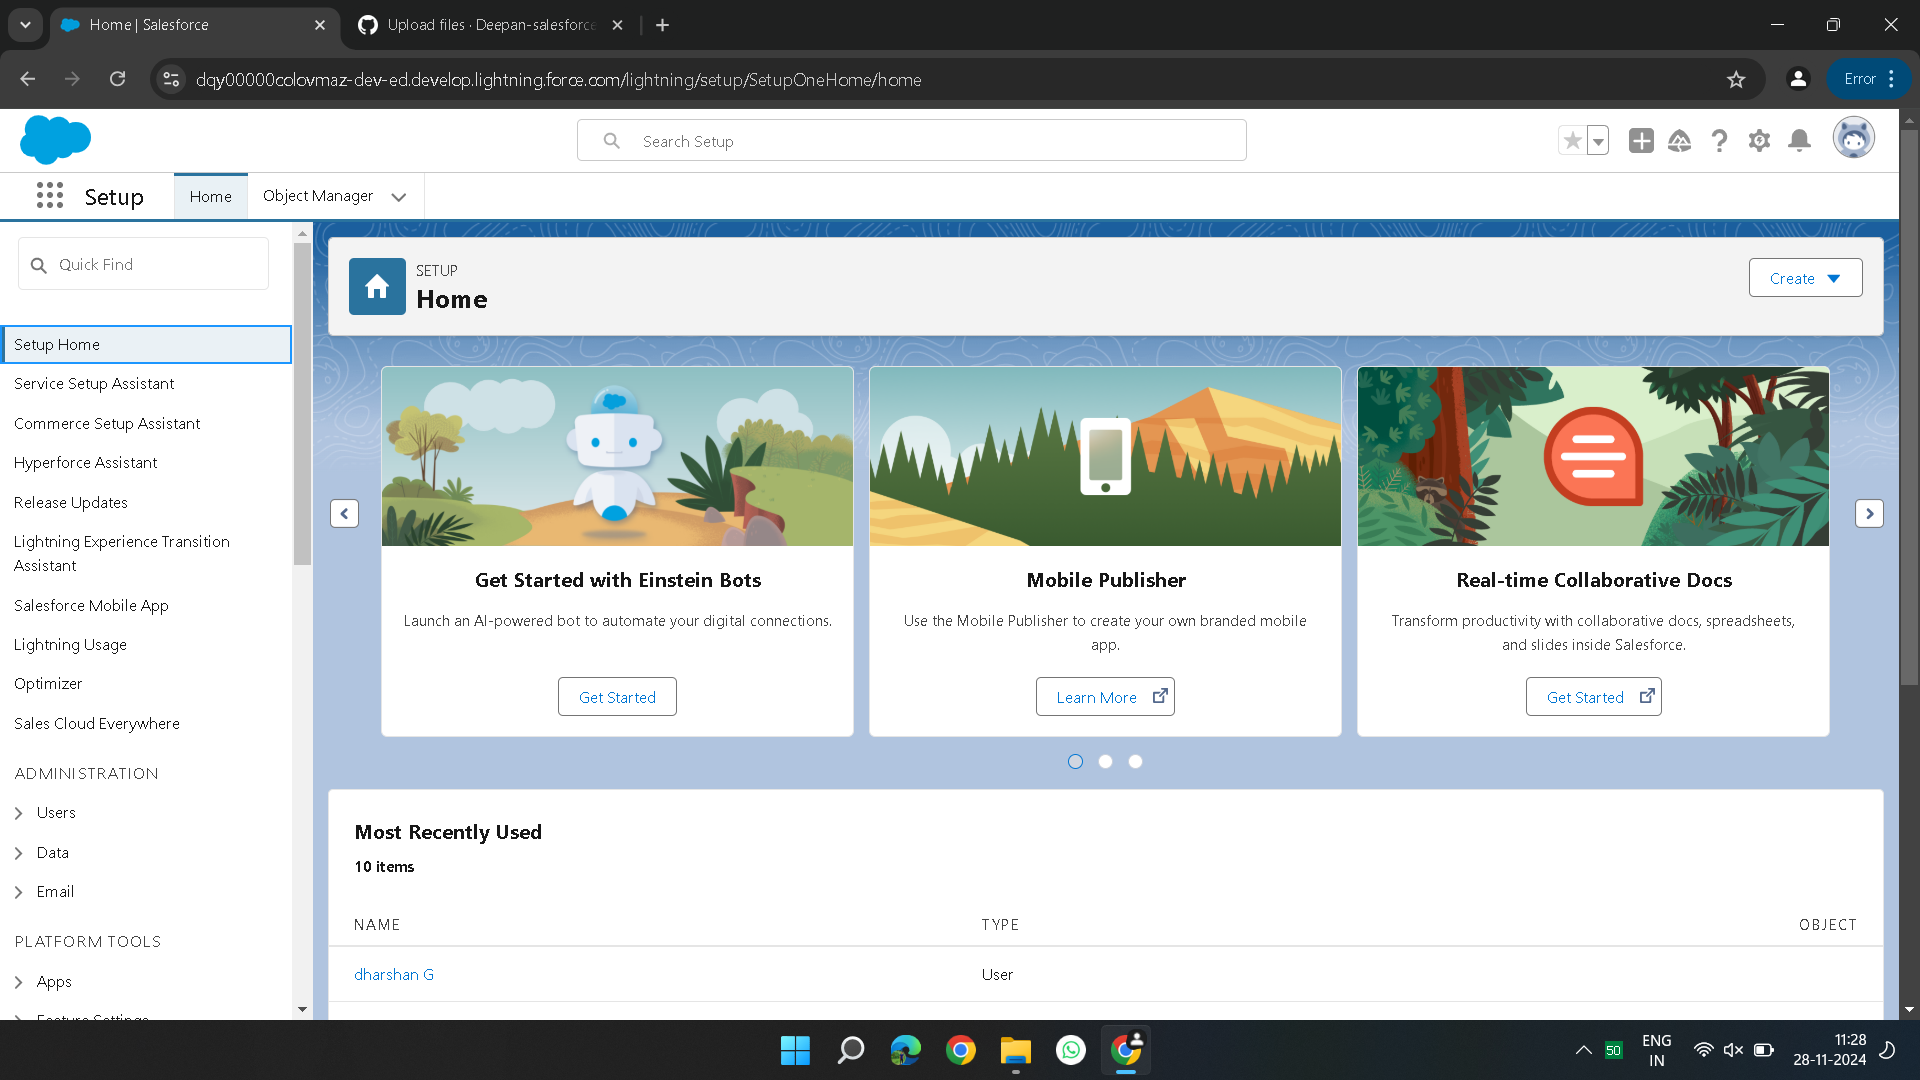 Home | Salesforce
Upload files · Deepan-salesforce
dqy00000colovmaz-dev-ed.develop.lightning.force.com/lightning/setup/SetupOneHome/home
Error
Search Setup
Setup
Home
Object Manager
Quick Find
Setup Home
Service Setup Assistant
Commerce Setup Assistant
Hyperforce Assistant
Release Updates
Lightning Experience Transition
Assistant
Salesforce Mobile App
Lightning Usage
Optimizer
Sales Cloud Everywhere
ADMINISTRATION
Users
Data
Email
PLATFORM TOOLS
Apps
Feature Settings
SETUP
Home
Create
Get Started with Einstein Bots
Launch an AI-powered bot to automate your digital connections.
Get Started
Mobile Publisher
Use the Mobile Publisher to create your own branded mobile
app.
Learn More
Real-time Collaborative Docs
Transform productivity with collaborative docs, spreadsheets,
and slides inside Salesforce.
Get Started
Most Recently Used
10 items
NAME
TYPE
OBJECT
dharshan G
User
50
ENG
IN
11:28
28-11-2024